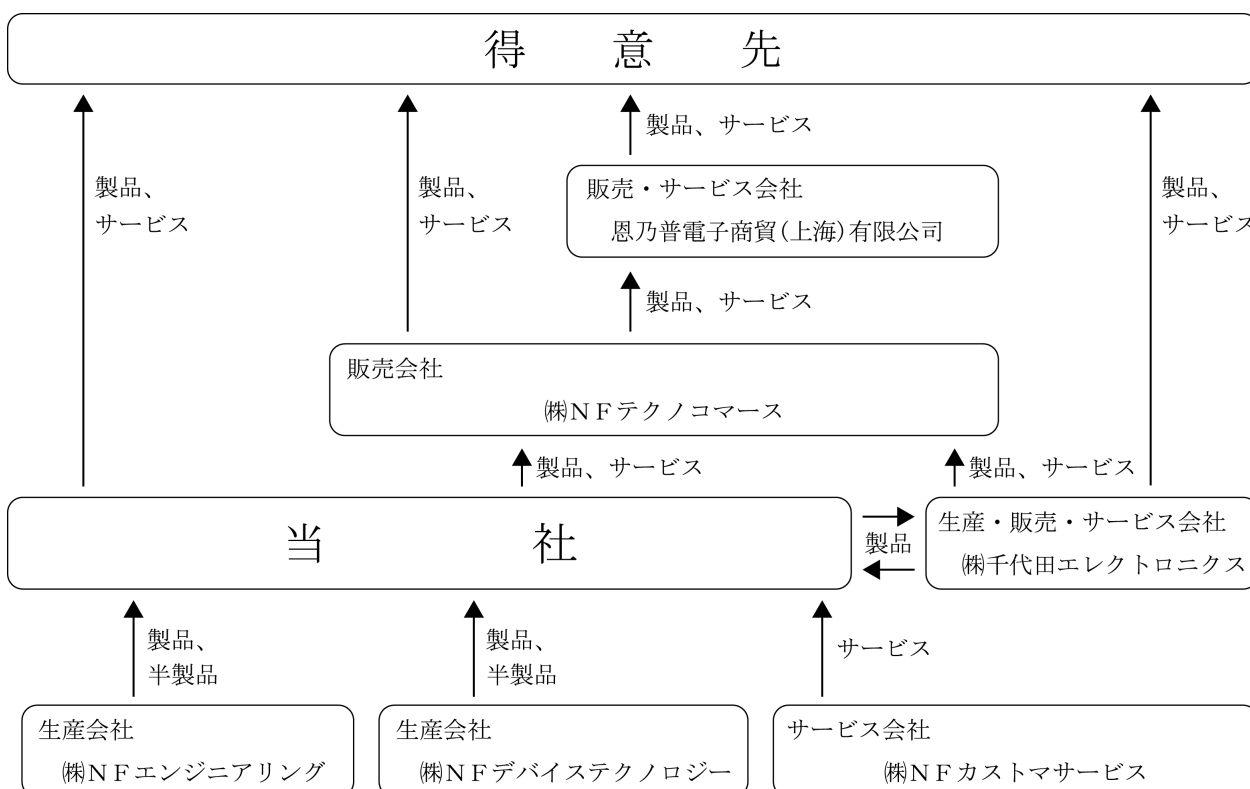 得意先
製品、サービス
製品、
サービス
製品、
サービス
販売・サービス会社
恩乃普電子商貿(上海)有限公司
製品、
サービス
製品、サービス
販売会社
㈱NFテクノコマース
製品、サービス
製品、サービス
当社
製品
生産・販売・サービス会社
㈱千代田エレクトロニクス
製品、
半製品
製品、
半製品
サービス
生産会社
㈱NFエンジニアリング
生産会社
㈱NFデバイステクノロジー
サービス会社
㈱NFカストマサービス